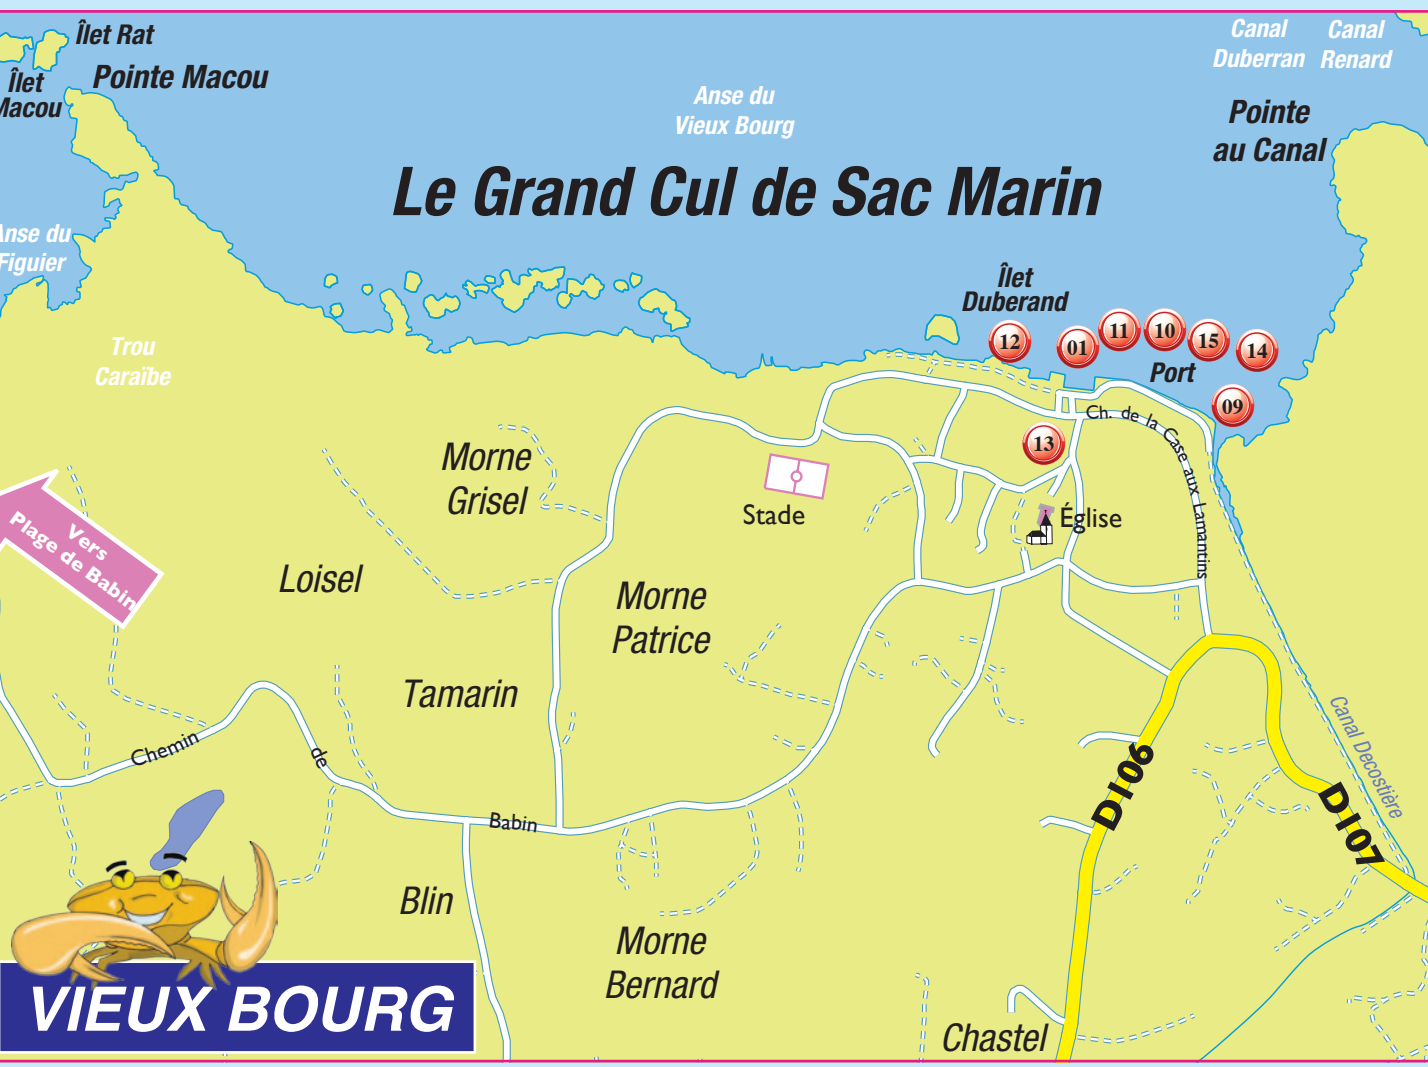 Îlet Rat
Îlet
Macou
Pointe Macou
Canal
Duberran
Canal
Renard
Anse du
Vieux Bourg
Pointe
au Canal
Le Grand Cul de Sac Marin
Anse du
Figuier
Îlet
Duberand
12
01
11
10
15
14
Port
09
13
Trou
Caraïbe
Ch. de la Case aux Lamantins
Morne
Grisel
Stade
Église
Vers
Plage de Babin
Loisel
Morne
Patrice
Tamarin
Chemin de Babin
Canal Decostière
D106
D107
Blin
Morne
Bernard
Chastel
VIEUX BOURG